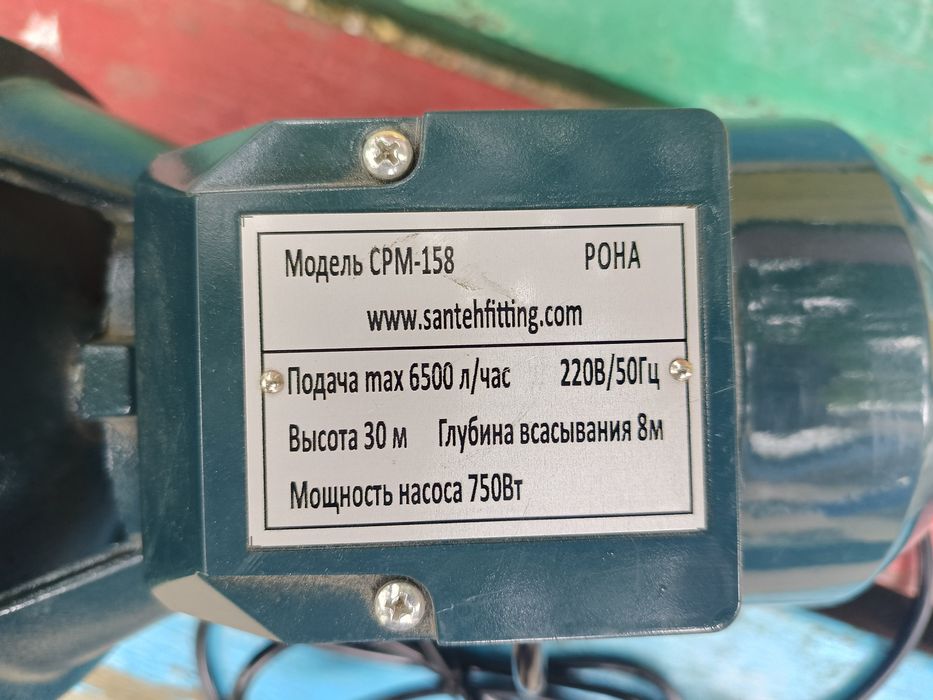 Модель СРМ-158 РОНА
www.santehfitting.com
Подача max 6500 л/час 220В/50Гц
Высота 30 м Глубина всасывания 8м
Мощность насоса 750Вт